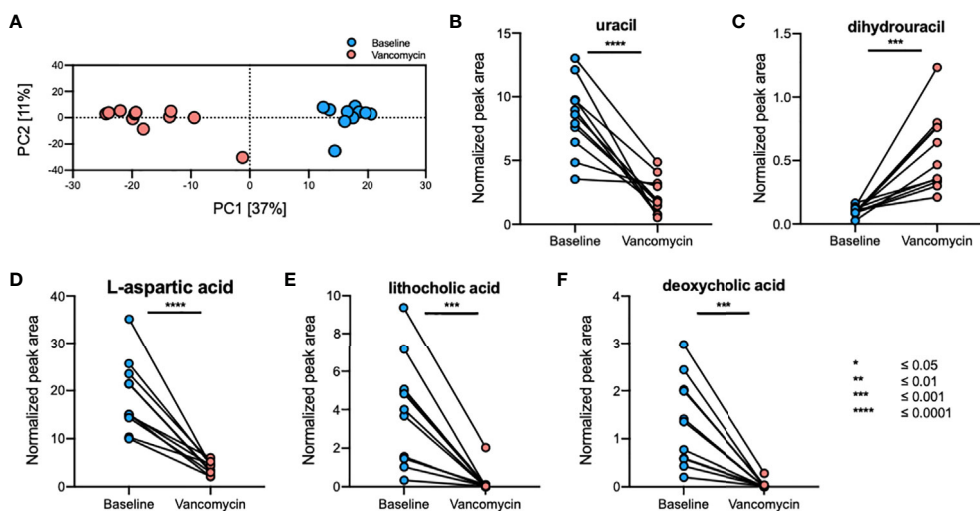 A
Baseline
Vancomycin
PC2 [11%]
40
20
0
-20
-40
-30
-20
-10
0
10
20
30
PC1 [37%]
B
uracil
****
Normalized peak area
15
10
5
0
Baseline
Vancomycin
C
dihydrouracil
***
Normalized peak area
1.5
1.0
0.5
0.0
Baseline
Vancomycin
D
L-aspartic acid
****
Normalized peak area
40
30
20
10
0
Baseline
Vancomycin
E
lithocholic acid
***
Normalized peak area
10
8
6
4
2
0
Baseline
Vancomycin
F
deoxycholic acid
***
Normalized peak area
4
3
2
1
0
Baseline
Vancomycin
* ≤ 0.05
** ≤ 0.01
*** ≤ 0.001
**** ≤ 0.0001